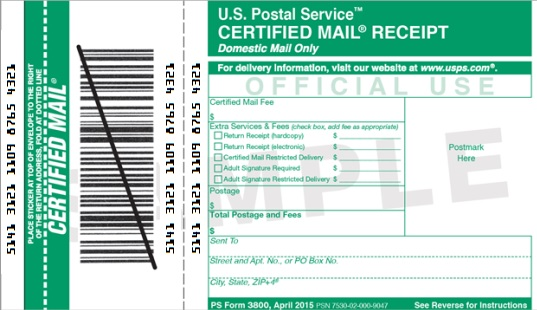 PLACE STICKER AT TOP OF ENVELOPE TO THE RIGHT
OF THE RETURN ADDRESS, FOLD AT DOTTED LINE
CERTIFIED MAIL®
5141 3121 1109 8765 4321
5141 3121 1109 8765 4321
5141 3121 1109 8765 4321
U.S. Postal Service™
CERTIFIED MAIL® RECEIPT
Domestic Mail Only
For delivery information, visit our website at www.usps.com®.
OFFICIAL USE
Certified Mail Fee
$
Extra Services & Fees (check box, add fee as appropriate)
Return Receipt (hardcopy) $
Return Receipt (electronic) $
Certified Mail Restricted Delivery $
Adult Signature Required $
Adult Signature Restricted Delivery $
Postage
$
Total Postage and Fees
$
Postmark
Here
SAMPLE
Sent To
Street and Apt. No., or PO Box No.
City, State, ZIP+4®
PS Form 3800, April 2015 PSN 7530-02-000-9047 See Reverse for Instructions